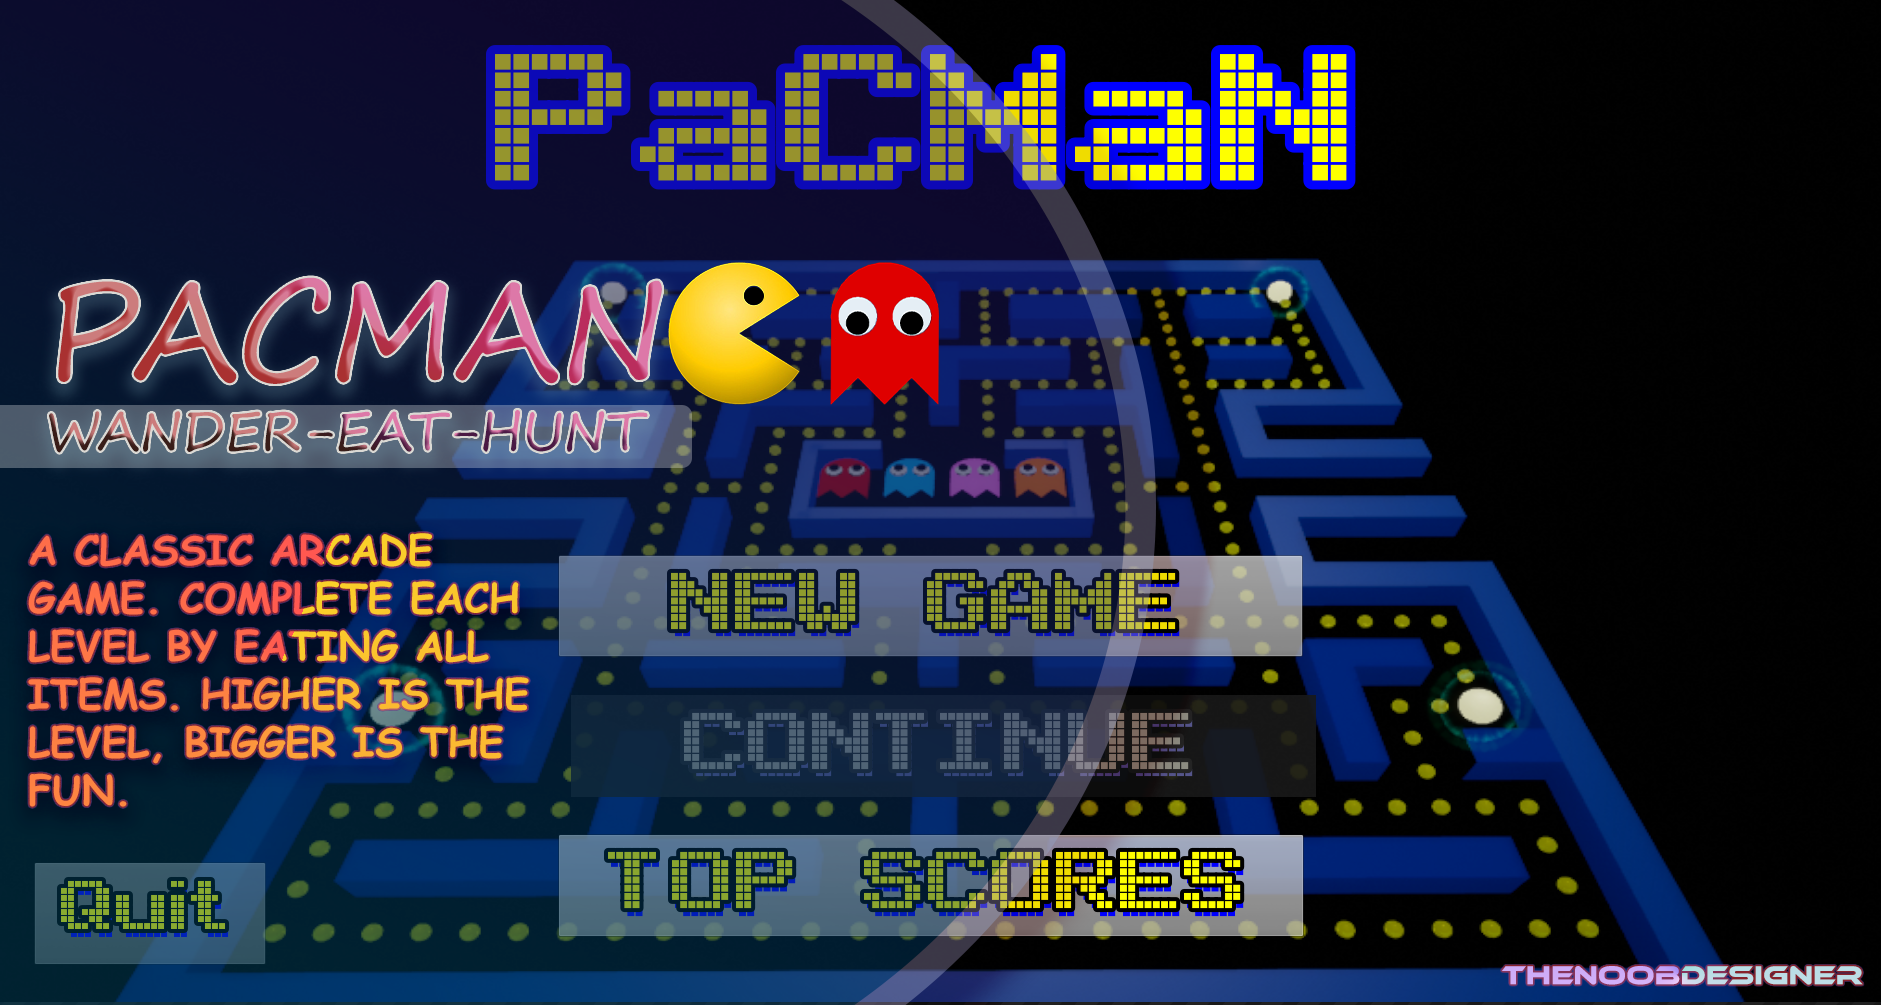 PaCMaN
PACMAN
WANDER-EAT-HUNT
A CLASSIC ARCADE
GAME. COMPLETE EACH
LEVEL BY EATING ALL
ITEMS. HIGHER IS THE
LEVEL, BIGGER IS THE
FUN.
NEW GAME
CONTINUE
TOP SCORES
Quit
THENOOBDESIGNER